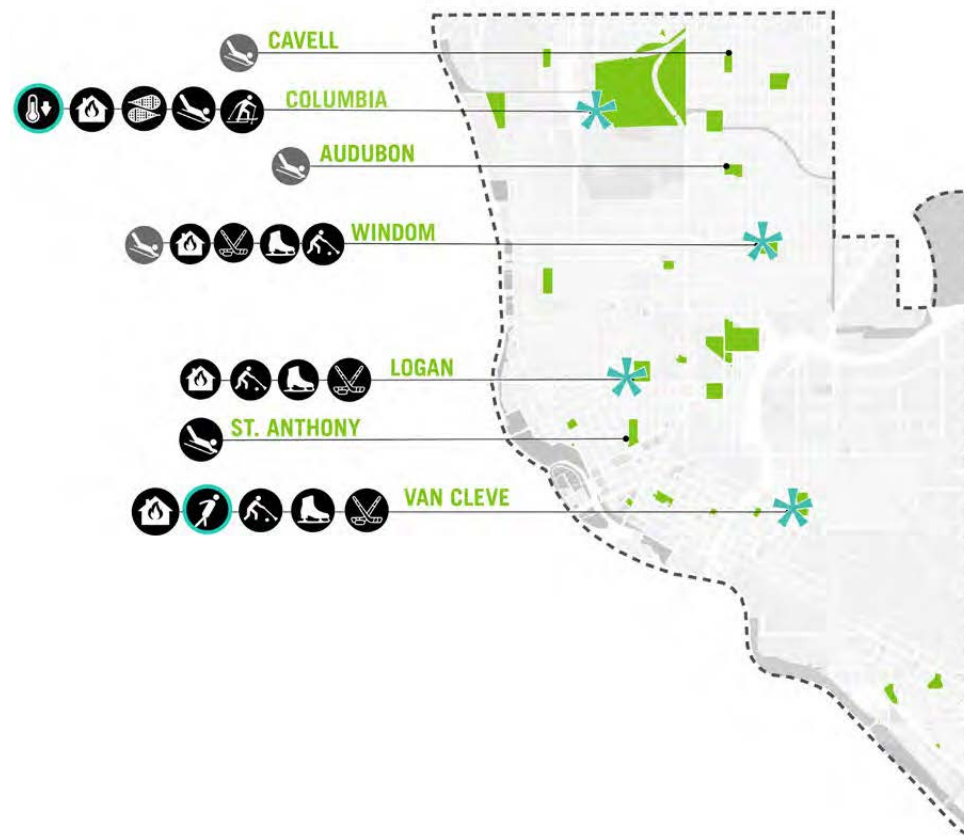 CAVELL
COLUMBIA
AUDUBON
WINDOM
LOGAN
ST. ANTHONY
VAN CLEVE